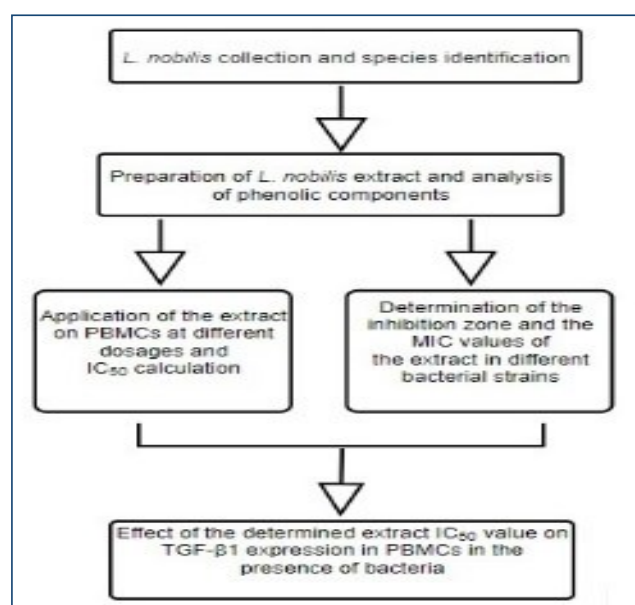 L. nobilis collection and species identification
Preparation of L. nobilis extract and analysis
of phenolic components
Application of the extract
on PBMCs at different
dosages and
IC50 calculation
Determination of the
inhibition zone and the
MIC values of
the extract in different
bacterial strains
Effect of the determined extract IC50 value on
TGF-β1 expression in PBMCs in the
presence of bacteria